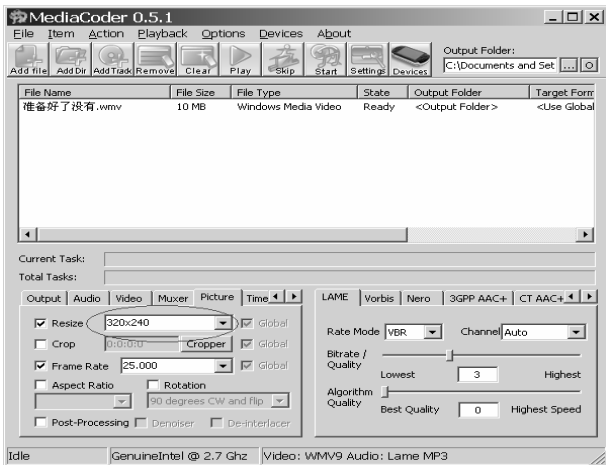 MediaCoder 0.5.1
File Item Action Playback Options Devices About
Add file Add Dir Add Track Remove Clear Play Skip Start Settings Devices
Output Folder:
C:\Documents and Set ... O
File Name File Size File Type State Output Folder Target Form
准备好了没有.wmv 10 MB Windows Media Video Ready <Output Folder> <Use Global
Current Task:
Total Tasks:
Output Audio Video Muxer Picture Time
Resize 320x240 Global
Crop 0:0:0:0 Cropper Global
Frame Rate 25.000 Global
Aspect Ratio Rotation
90 degrees CW and flip
Post-Processing Denoiser De-interlacer
LAME Vorbis Nero 3GPP AAC+ CT AAC+
Rate Mode VBR Channel Auto
Bitrate /
Quality
Lowest 3 Highest
Algorithm
Quality
Best Quality 0 Highest Speed
Idle GenuineIntel @ 2.7 Ghz Video: WMV9 Audio: Lame MP3